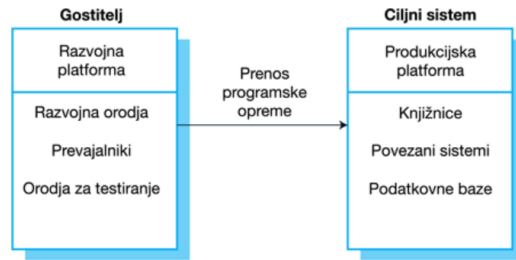 Gostitelj
Razvojna
platforma
Razvojna orodja
Prevajalniki
Orodja za testiranje
Prenos
programske
opreme
Ciljni sistem
Produkcijska
platforma
Knjižnice
Povezani sistemi
Podatkovne baze